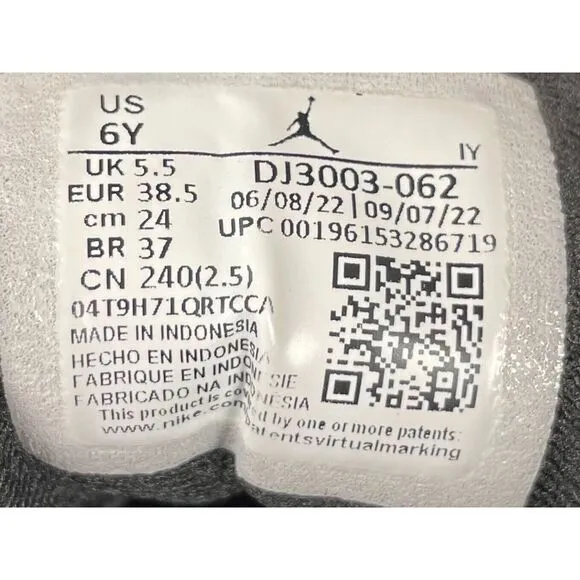 US
6Y
IY
UK 5.5
EUR 38.5
cm 24
BR 37
CN 240(2.5)
DJ3003-062
06/08/22 | 09/07/22
UPC 00196153286719
04T9H71QRTCCA
MADE IN INDONESIA
HECHO EN INDONESIA
FABRIQUE EN INDONESIE
FABRICADO NA INDONESIA
This product is covered by one or more patents:
www.nike.com/patentsvirtualmarking